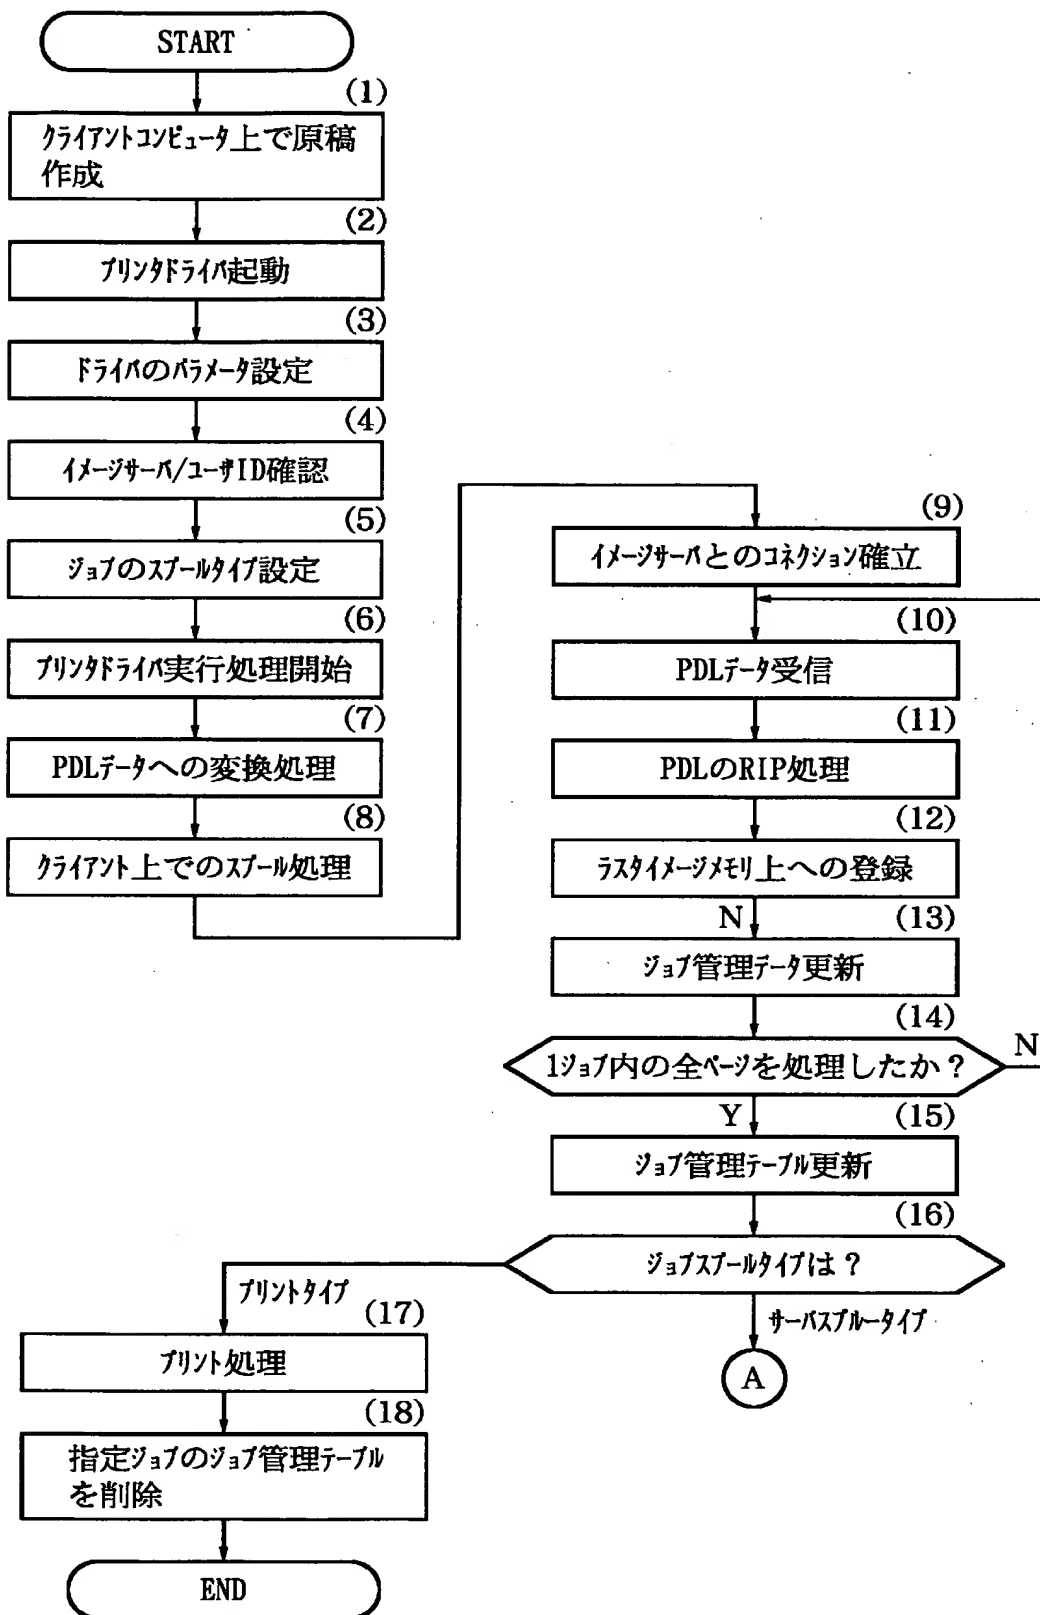 START
(1)
クライアントコンピュータ上で原稿
作成
(2)
プリンタドライバ起動
(3)
ドライバのパラメータ設定
(4)
イメージサーバ/ユーザID確認
(5)
ジョブのスプールタイプ設定
(6)
プリンタドライバ実行処理開始
(7)
PDLデータへの変換処理
(8)
クライアント上でのスプール処理
(9)
イメージサーバとのコネクション確立
(10)
PDLデータ受信
(11)
PDLのRIP処理
(12)
ラスタイメージメモリ上への登録
N
(13)
ジョブ管理データ更新
(14)
1ジョブ内の全ページを処理したか?
N
Y
(15)
ジョブ管理テーブル更新
(16)
ジョブスプールタイプは?
プリントタイプ
サーバスプルータイプ
A
(17)
プリント処理
(18)
指定ジョブのジョブ管理テーブル
を削除
END